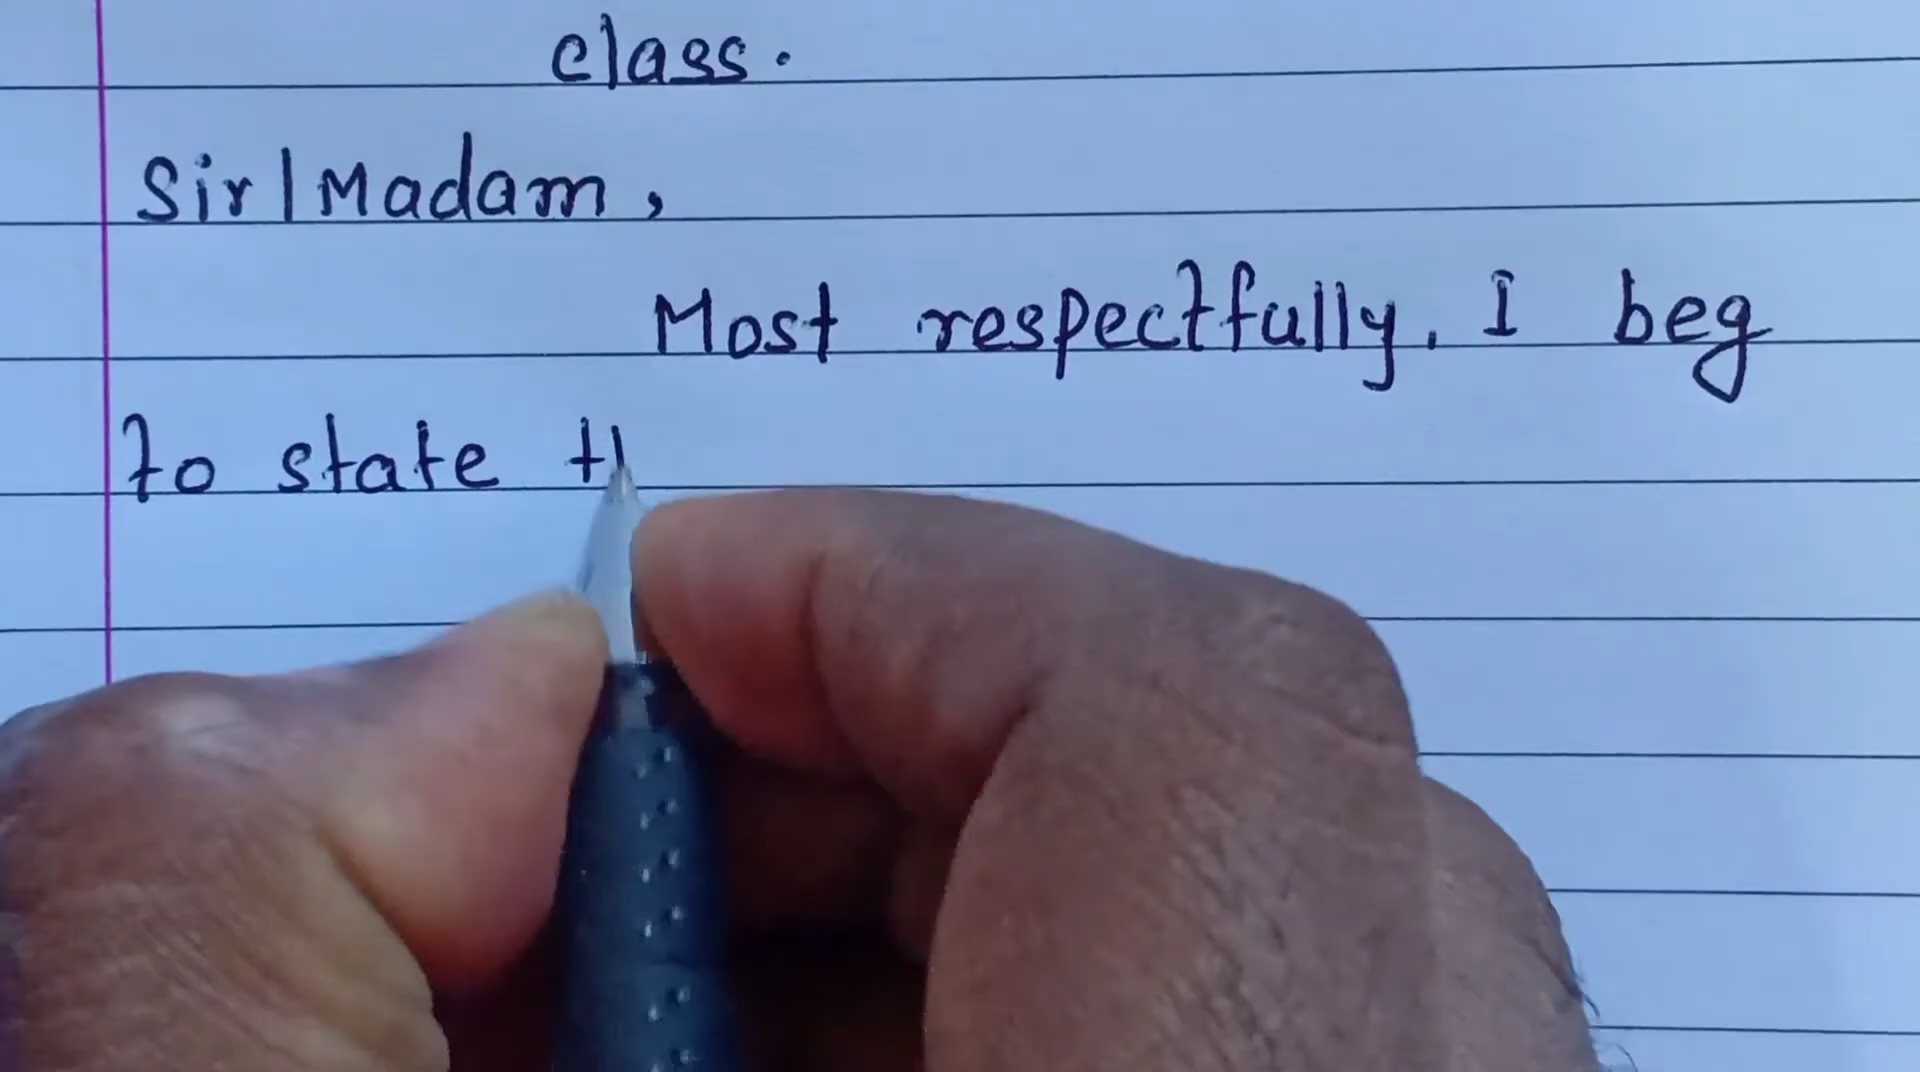 class.
Sir/Madam,
Most respectfully. I beg
to state